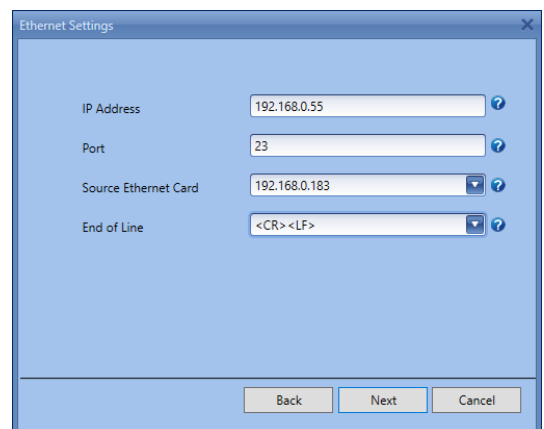 Ethernet Settings
IP Address 192.168.0.55
Port 23
Source Ethernet Card 192.168.0.183
End of Line <CR><LF>
Back Next Cancel